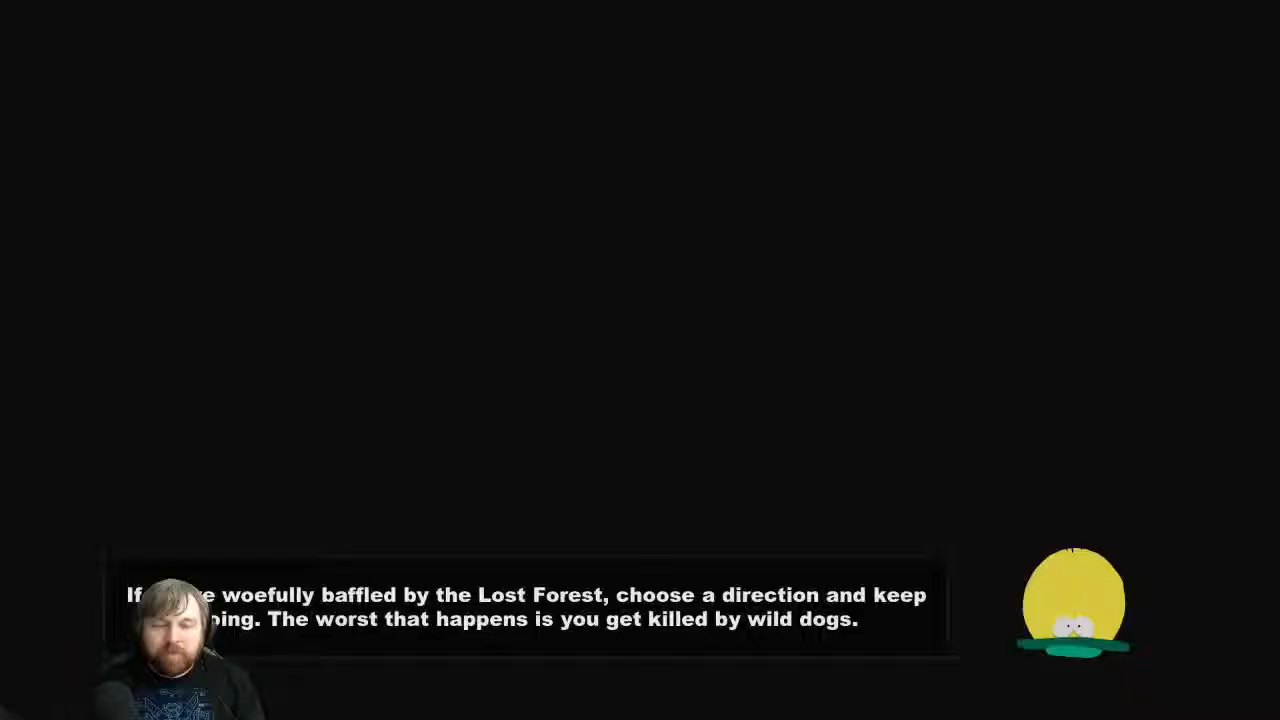 If woefully baffled by the Lost Forest, choose a direction and keep
The worst that happens is you get killed by wild dogs.